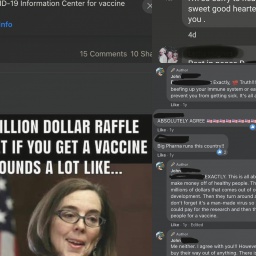 D-19 Information Center for vaccine
info
15 Comments 10 Sha
ILLION DOLLAR RAFFLE
T IF YOU GET A VACCINE
OUNDS A LOT LIKE...
sweet good hearte
you .
4d
Author
John
Exactly, Truth!!
beefing up your immune system or eat
prevent you from getting sick. It's all a
Like 1y
ABSOLUTELY AGREE
Like 1y
Big Pharma runs this country!!
Like 1y
Author
John
EXACTLY. This is all ab
make money off of healthy people. Th
dollars that comes out of
development. Then they turn around
don't forget it's a man-made virus so
could pay for the research and then th
people for a vaccine.
Like 1y Edited
Author
John
Me neither. I agree with you!! Howeve
buy their way out of anything. There is